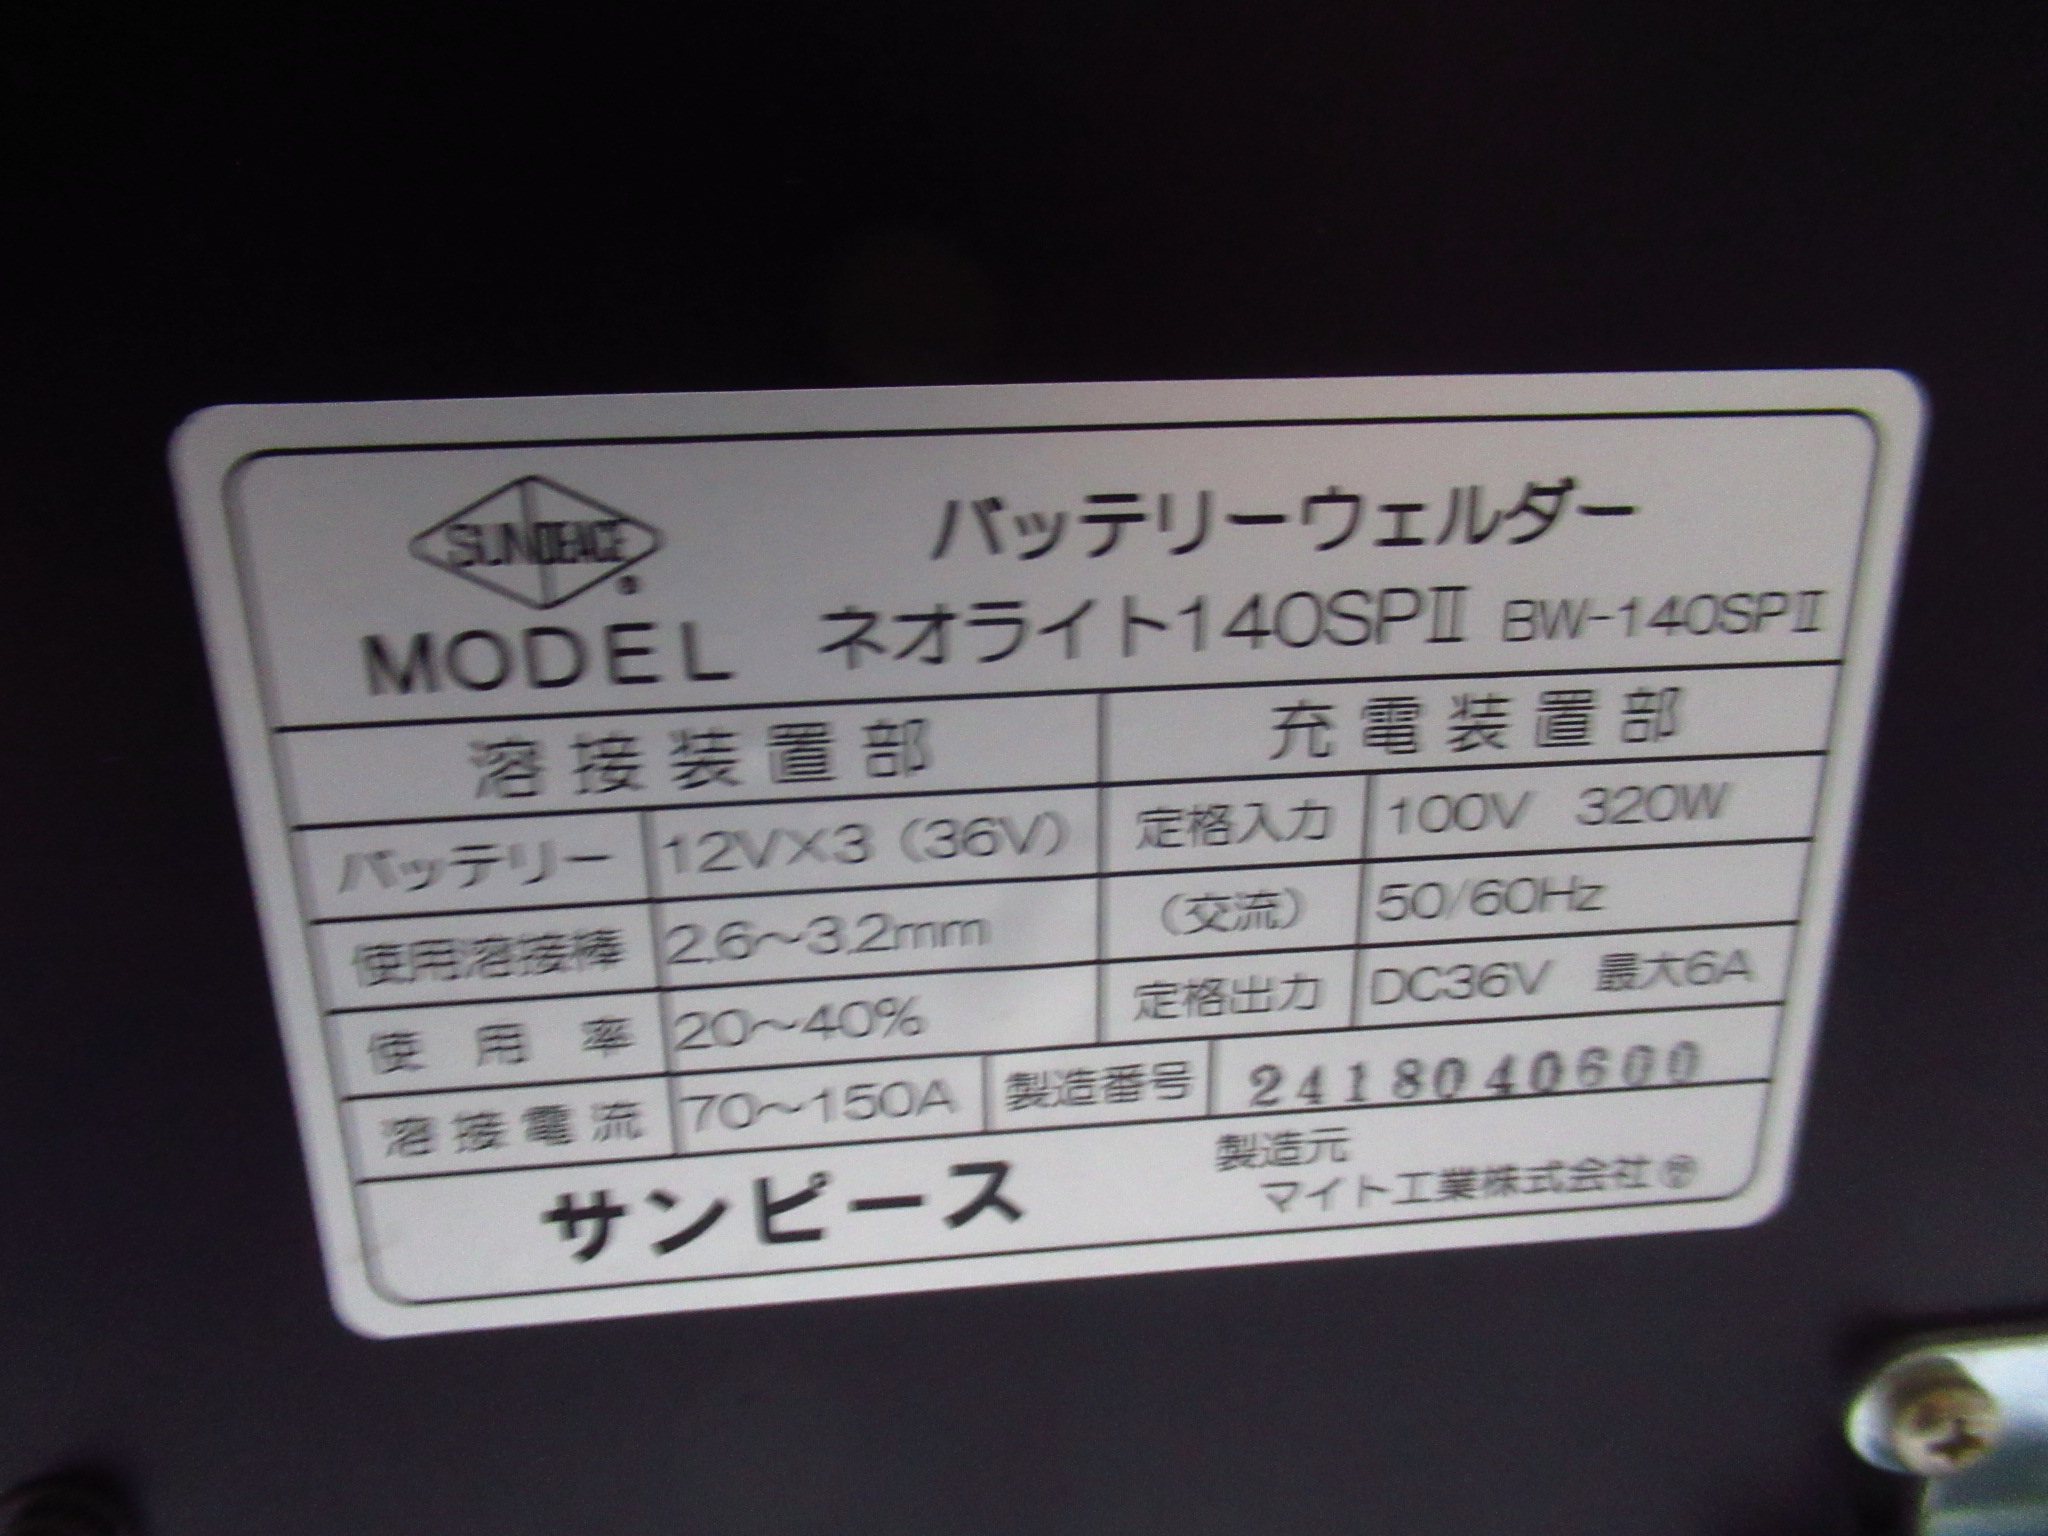 SUNPEACE
®
バッテリーウェルダー
MODEL ネオライト140SPⅡ BW-140SPⅡ
溶接装置部
充電装置部
バッテリー 12V×3（36V）
定格入力 100V 320W
使用溶接棒 2.6～3.2mm
（交流） 50/60Hz
使用率 20～40%
定格出力 DC36V 最大6A
溶接電流 70～150A 製造番号 2418040600
サンピース
製造元
マイト工業株式会社